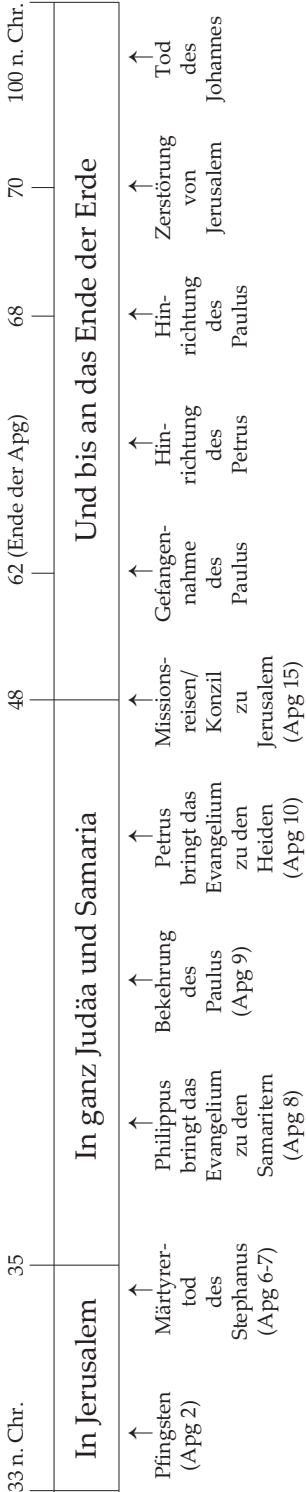 33 n. Chr.
35
48
62 (Ende der Apg)
68
70
100 n. Chr.
In Jerusalem
In ganz Judäa und Samaria
Und bis an das Ende der Erde
Pfingsten
(Apg 2)
Märtyrer-
tod
des
Stephanus
(Apg 6-7)
Philippus
bringt das
Evangelium
zu den
Samaritern
(Apg 8)
Bekehrung
des
Paulus
(Apg 9)
Petrus
bringt das
Evangelium
zu den
Heiden
(Apg 10)
Missions-
reisen/
Konzil
zu
Jerusalem
(Apg 15)
Gefangen-
nahme
des
Paulus
Hin-
richtung
des
Petrus
Hin-
richtung
des
Paulus
Zerstörung
von
Jerusalem
Tod
des
Johannes